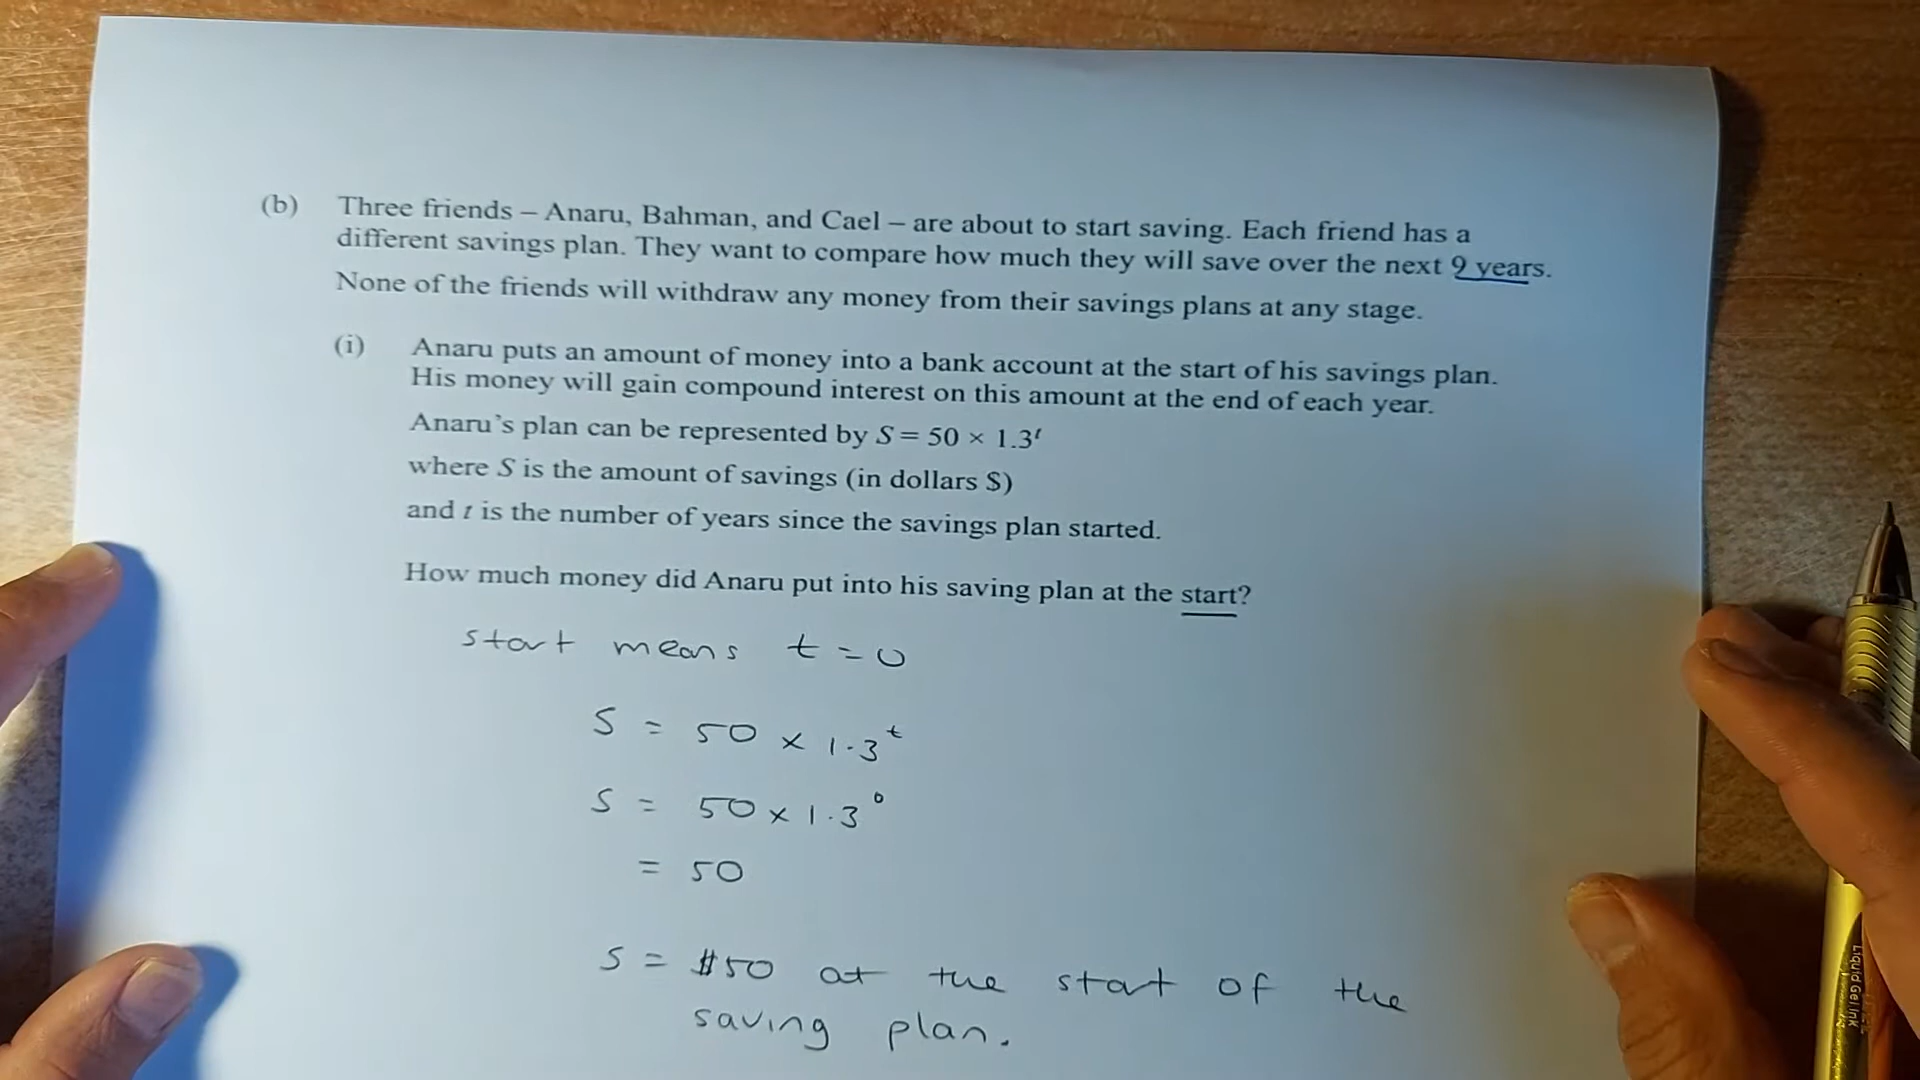 (b) Three friends – Anaru, Bahman, and Cael – are about to start saving. Each friend has a
different savings plan. They want to compare how much they will save over the next 9 years.
None of the friends will withdraw any money from their savings plans at any stage.
(i) Anaru puts an amount of money into a bank account at the start of his savings plan.
His money will gain compound interest on this amount at the end of each year.
Anaru's plan can be represented by S = 50 × 1.3ᵗ
where S is the amount of savings (in dollars $)
and t is the number of years since the savings plan started.
How much money did Anaru put into his saving plan at the start?
start means t = 0
S = 50 × 1.3ᵗ
S = 50 × 1.3⁰
= 50
S = $50 at the start of the
saving plan.
Liquid Gel Ink